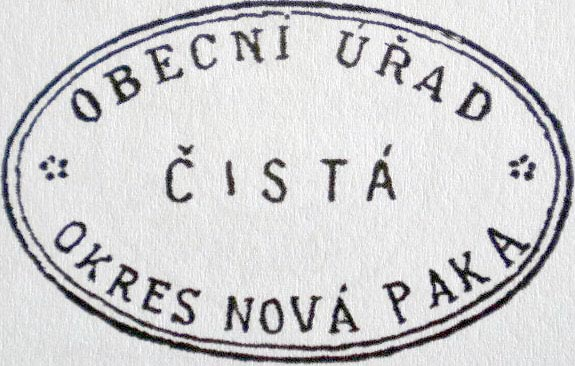 OBECNÍ ÚŘAD
ČISTÁ
OKRES NOVÁ PAKA